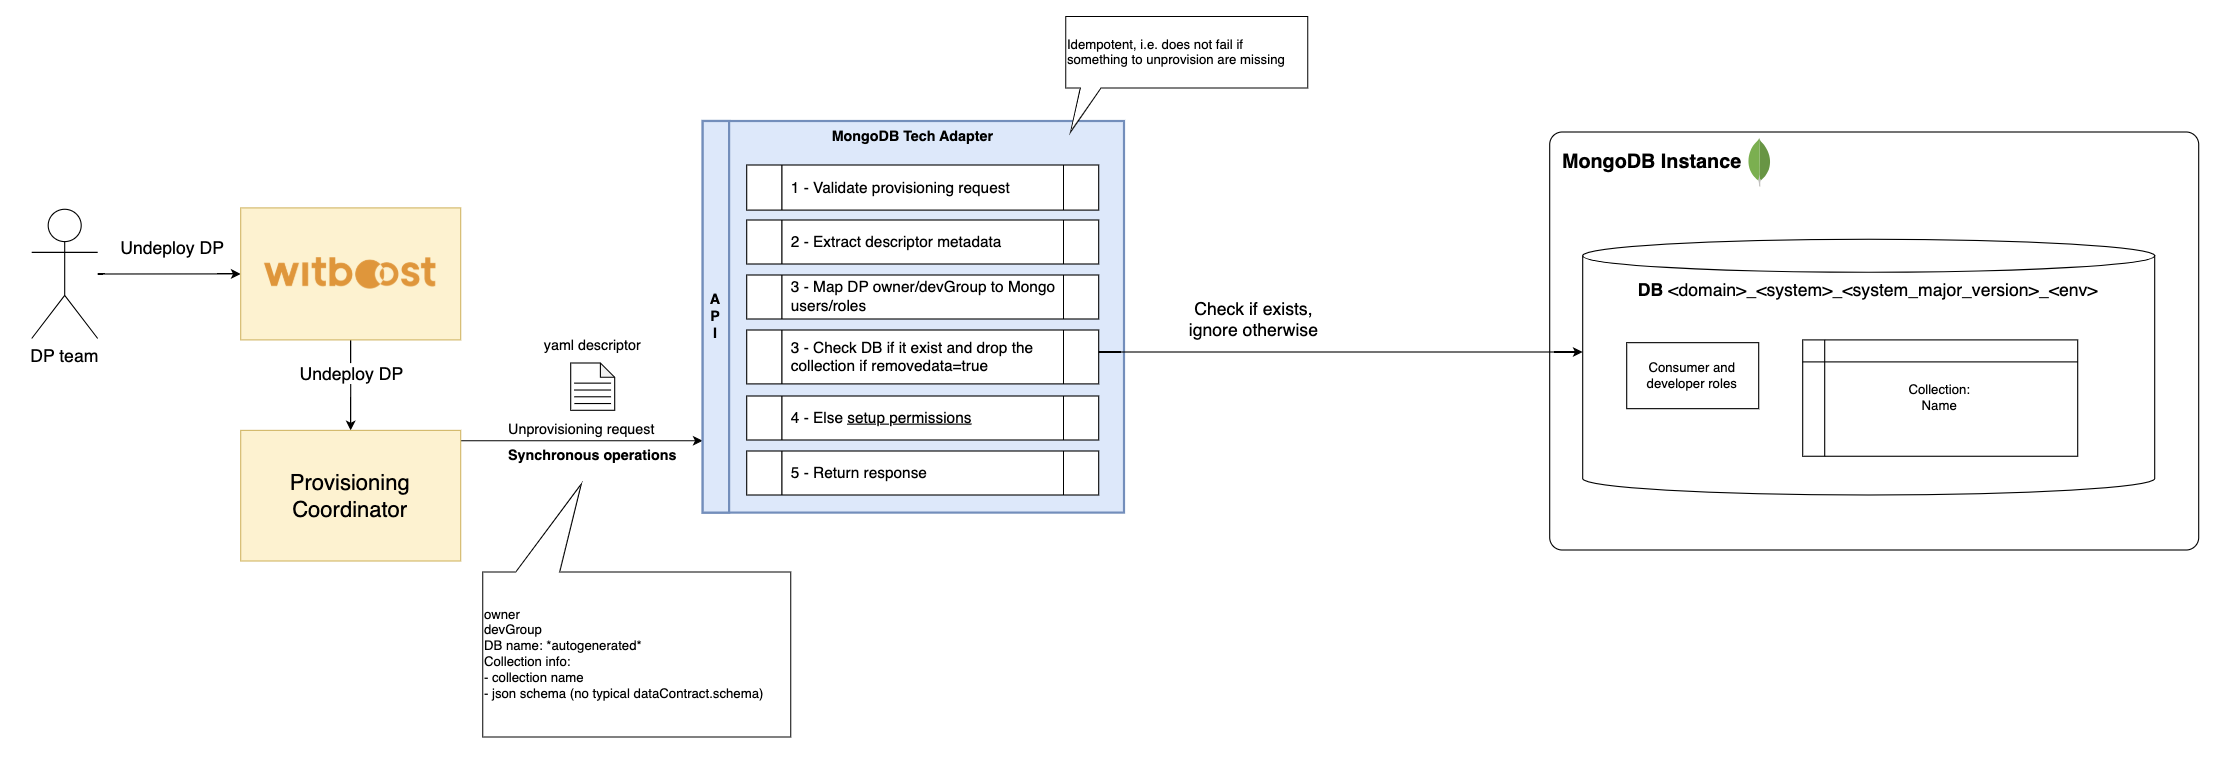 Idempotent, i.e. does not fail if
something to unprovision are missing
MongoDB Tech Adapter
A
P
I
1 - Validate provisioning request
2 - Extract descriptor metadata
3 - Map DP owner/devGroup to Mongo
users/roles
3 - Check DB if it exist and drop the
collection if removedata=true
4 - Else setup permissions
5 - Return response
DP team
Undeploy DP
witboost
Undeploy DP
Provisioning
Coordinator
yaml descriptor
Unprovisioning request
Synchronous operations
owner
devGroup
DB name: *autogenerated*
Collection info:
- collection name
- json schema (no typical dataContract.schema)
Check if exists,
ignore otherwise
MongoDB Instance
DB <domain>_<system>_<system_major_version>_<env>
Consumer and
developer roles
Collection:
Name